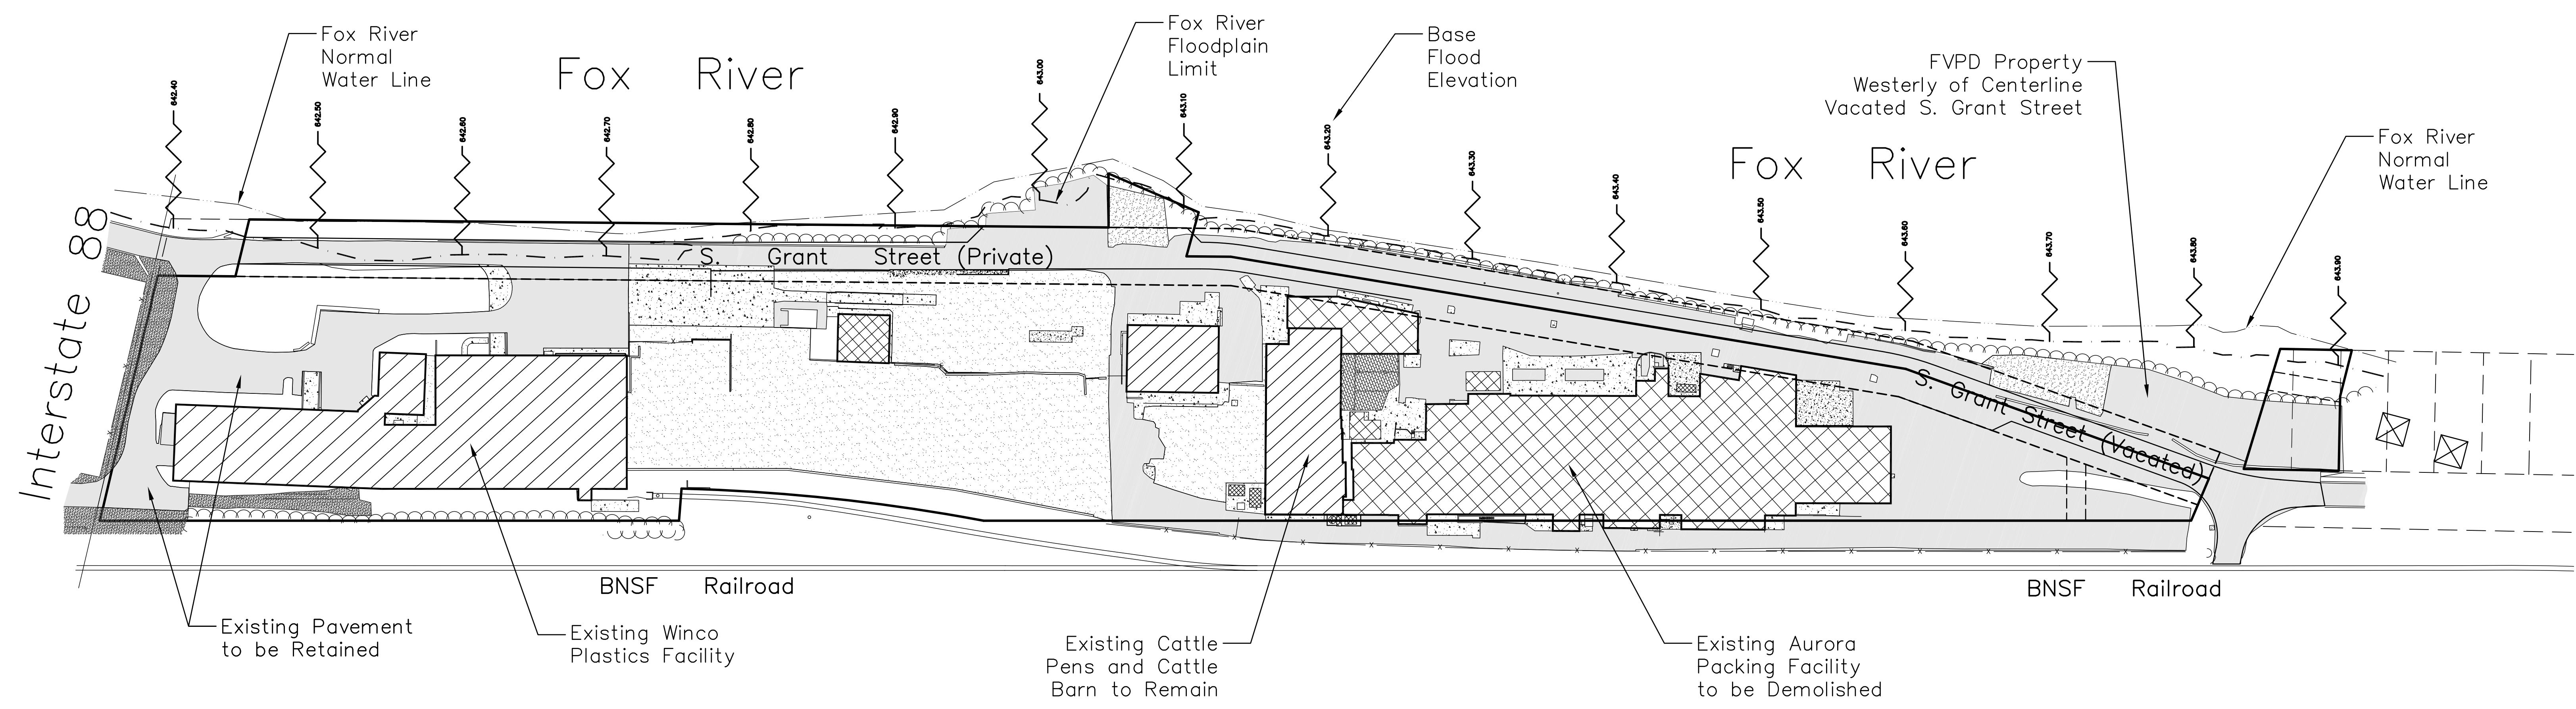 Fox River
Normal
Water Line
Fox River
Fox River
Floodplain
Limit
Base
Flood
Elevation
FVPD Property
Westerly of Centerline
Vacated S. Grant Street
Fox River
Fox River
Normal
Water Line
642.40
642.50
642.60
642.70
642.80
642.90
643.00
643.10
643.20
643.30
643.40
643.50
643.60
643.70
643.80
643.90
Interstate 88
S. Grant Street (Private)
S. Grant Street (Vacated)
BNSF Railroad
BNSF Railroad
Existing Pavement
to be Retained
Existing Winco
Plastics Facility
Existing Cattle
Pens and Cattle
Barn to Remain
Existing Aurora
Packing Facility
to be Demolished